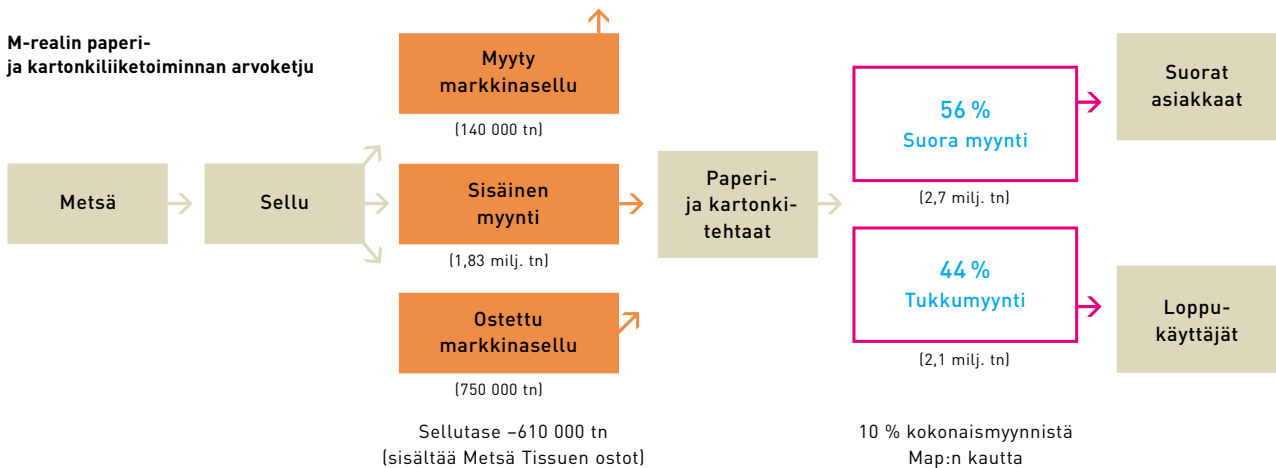 M-realin paperi-
ja kartonkiliiketoiminnan arvoketju
Metsä
Sellu
Myyty
markkinasellu
(140 000 tn)
Sisäinen
myynti
(1,83 milj. tn)
Ostettu
markkinasellu
(750 000 tn)
Sellutase –610 000 tn
(sisältää Metsä Tissuen ostot)
Paperi-
ja kartonki-
tehtaat
56 %
Suora myynti
(2,7 milj. tn)
44 %
Tukkumyynti
(2,1 milj. tn)
10 % kokonaismyynnistä
Map:n kautta
Suorat
asiakkaat
Loppu-
käyttäjät